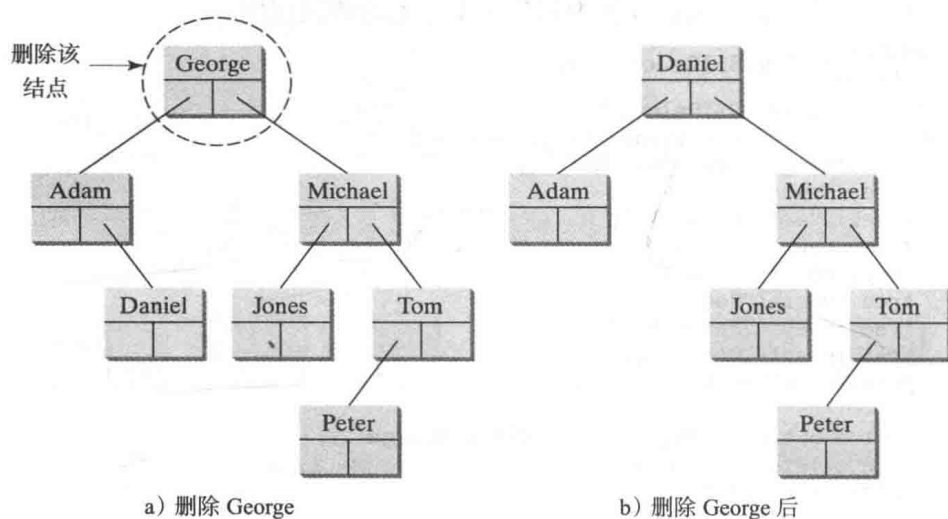 删除该
结点
George
Adam
Michael
Daniel
Jones
Tom
Peter
a) 删除 George
Daniel
Adam
Michael
Jones
Tom
Peter
b) 删除 George 后